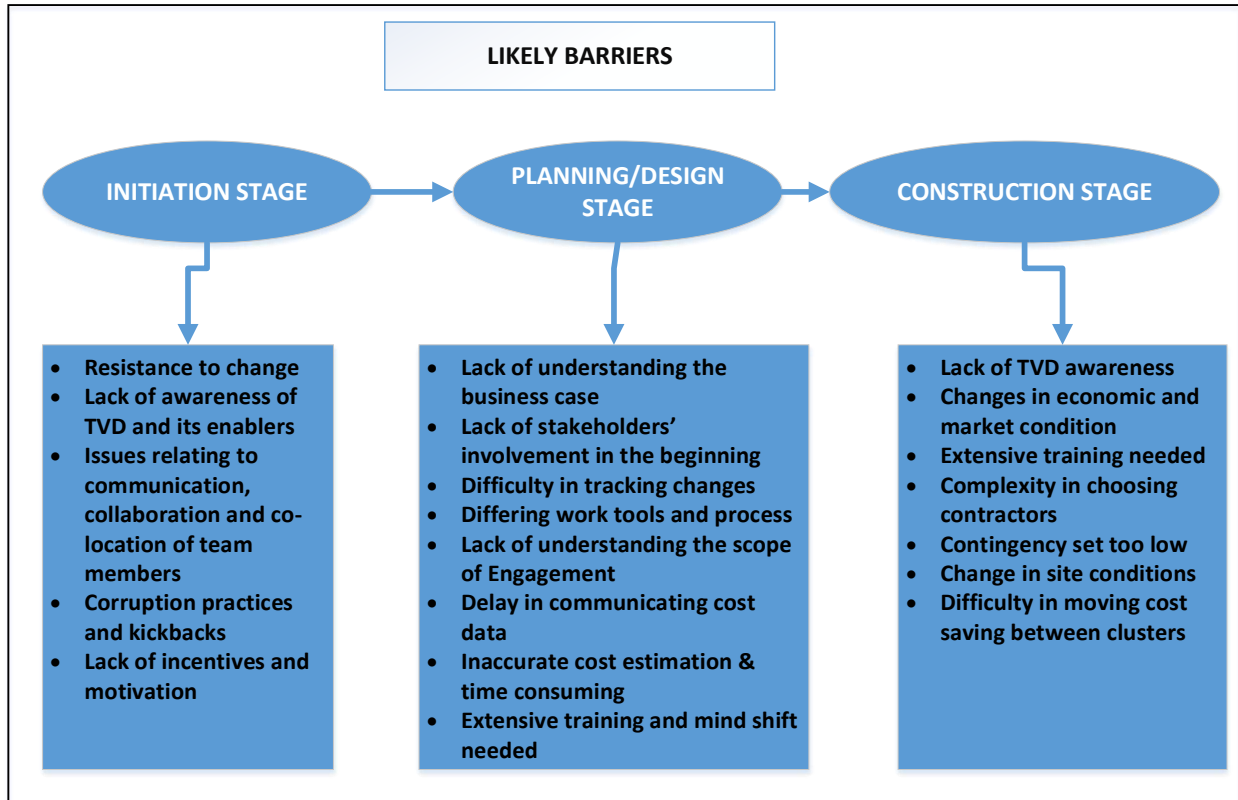 LIKELY BARRIERS
INITIATION STAGE
PLANNING/DESIGN
STAGE
CONSTRUCTION STAGE
• Resistance to change
• Lack of awareness of
TVD and its enablers
• Issues relating to
communication,
collaboration and co-
location of team
members
• Corruption practices
and kickbacks
• Lack of incentives and
motivation
• Lack of understanding the
business case
• Lack of stakeholders’
involvement in the beginning
• Difficulty in tracking changes
• Differing work tools and process
• Lack of understanding the scope
of Engagement
• Delay in communicating cost
data
• Inaccurate cost estimation &
time consuming
• Extensive training and mind shift
needed
• Lack of TVD awareness
• Changes in economic and
market condition
• Extensive training needed
• Complexity in choosing
contractors
• Contingency set too low
• Change in site conditions
• Difficulty in moving cost
saving between clusters